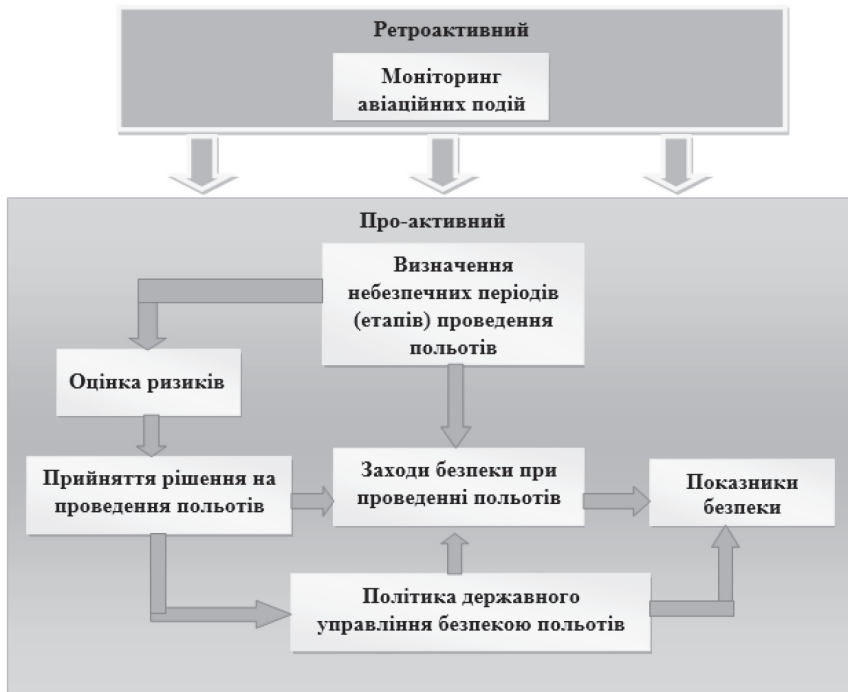 Ретроактивний
Моніторинг
авіаційних подій
Про-активний
Визначення
небезпечних періодів
(етапів) проведення
польотів
Оцінка ризиків
Прийняття рішення на
проведення польотів
Заходи безпеки при
проведенні польотів
Показники
безпеки
Політика державного
управління безпекою польотів